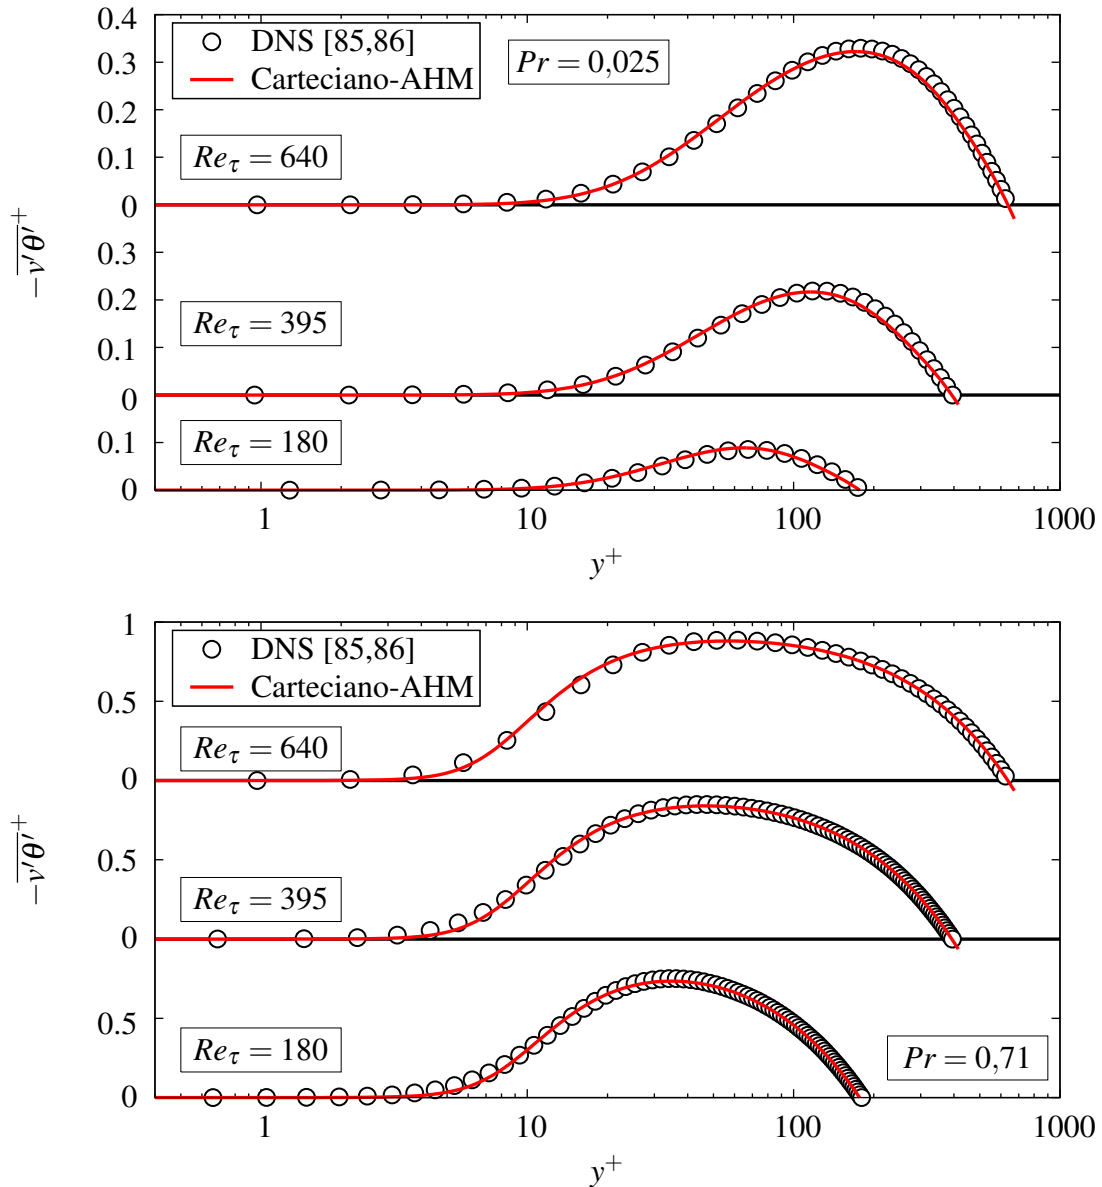 0.4
DNS [85,86]
Carteciano-AHM
Pr = 0,025
0.3
0.2
Re_τ = 640
0.1
0
0.3
0.2
Re_τ = 395
0.1
0
0.1
Re_τ = 180
0
1 10 100 1000
y⁺
−v′θ′⁺
1
DNS [85,86]
Carteciano-AHM
0.5
Re_τ = 640
0
0.5
Re_τ = 395
0
0.5
Re_τ = 180
Pr = 0,71
0
1 10 100 1000
y⁺
−v′θ′⁺